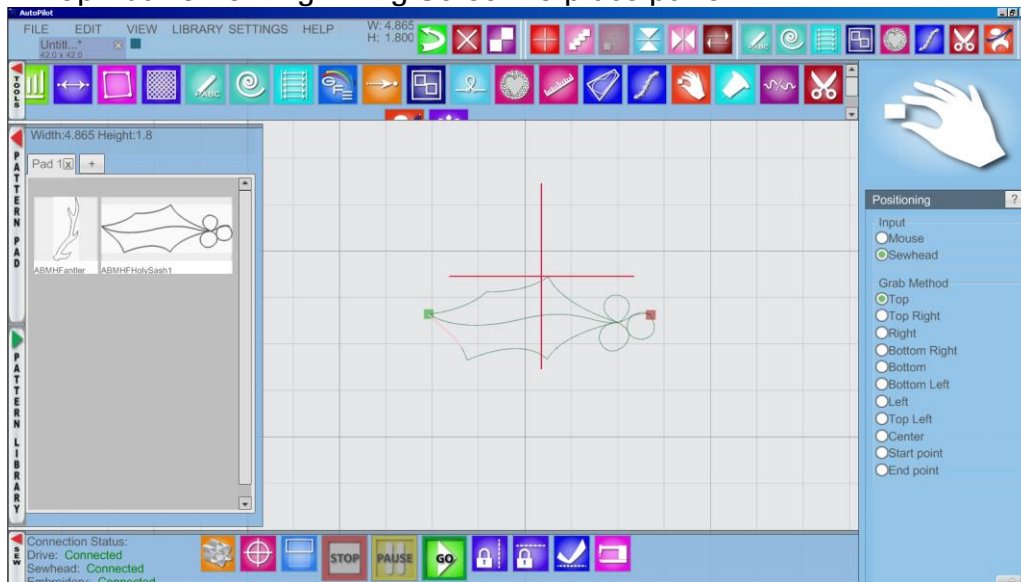 AutoPilot
FILE EDIT VIEW LIBRARY SETTINGS HELP
W: 4.865
H: 1.800
Untitl...*
42.0 x 42.0
TOOLS
Width:4.865 Height:1.8
Pad 1 x +
PATTERN PAD
ABMHFantler ABMHFHolySash1
PATTERN LIBRARY
Positioning ?
Input
Mouse
Sewhead
Grab Method
Top
Top Right
Right
Bottom Right
Bottom
Bottom Left
Left
Top Left
Center
Start point
End point
SEW
Connection Status:
Drive: Connected
Sewhead: Connected
Embroidery: Connected
STOP PAUSE GO